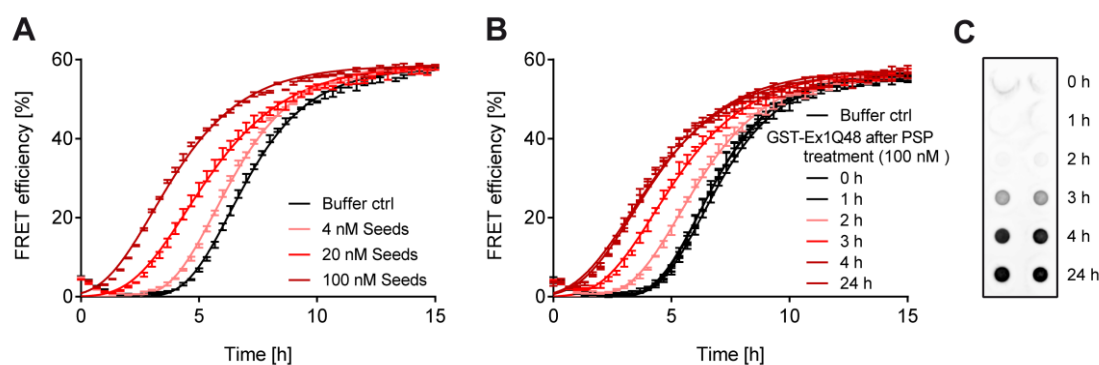 A
FRET efficiency [%]
60
40
20
0
0
5
10
15
Time [h]
Buffer ctrl
4 nM Seeds
20 nM Seeds
100 nM Seeds
B
FRET efficiency [%]
60
40
20
0
0
5
10
15
Time [h]
Buffer ctrl
GST-Ex1Q48 after PSP
treatment (100 nM )
0 h
1 h
2 h
3 h
4 h
24 h
C
0 h
1 h
2 h
3 h
4 h
24 h